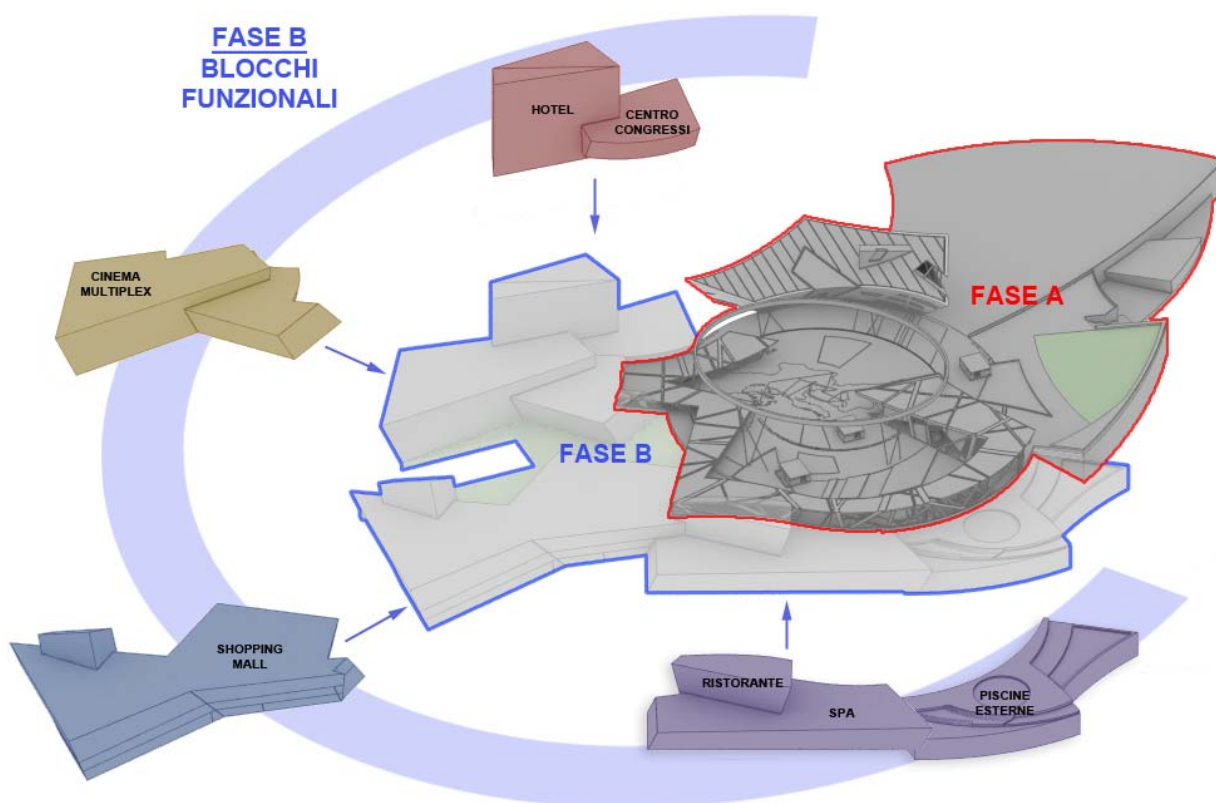 FASE B
BLOCCHI
FUNZIONALI
HOTEL
CENTRO
CONGRESSI
CINEMA
MULTIPLEX
FASE A
FASE B
SHOPPING
MALL
RISTORANTE
SPA
PISCINE
ESTERNE